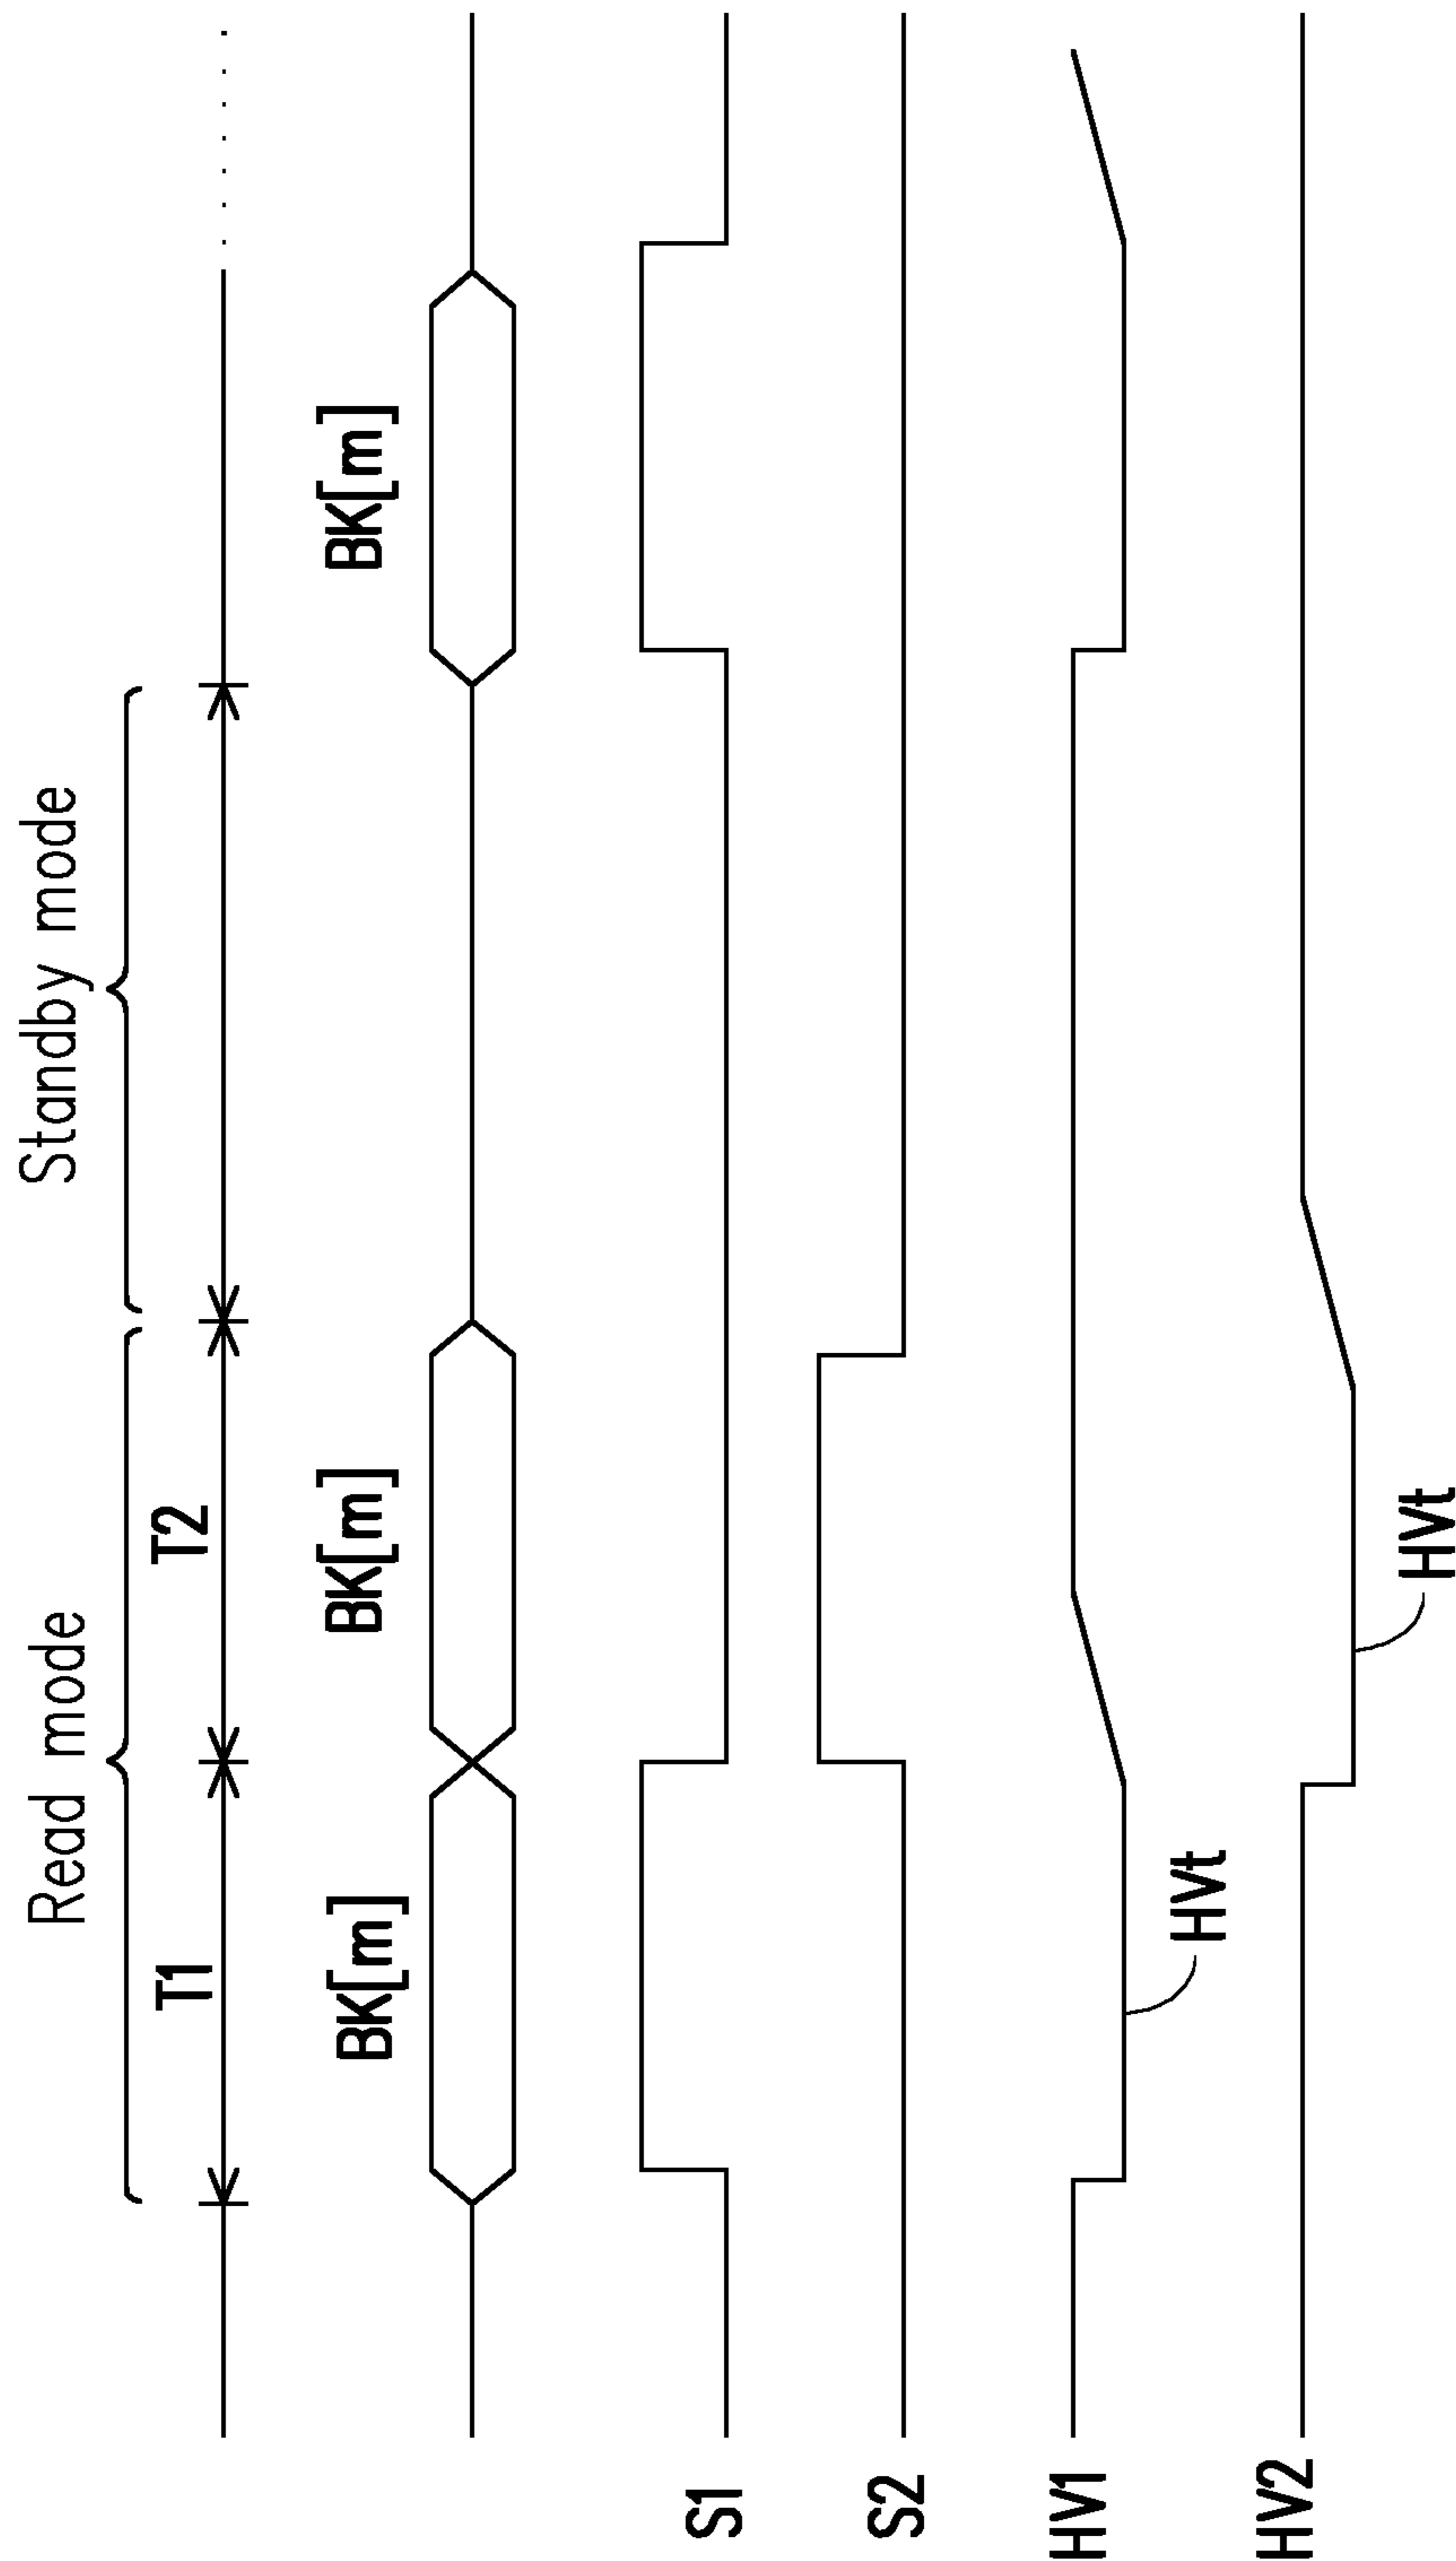 Read mode
Standby mode
T1
T2
BK[m]
BK[m]
BK[m]
S1
S2
HV1
HVt
HV2
HVt